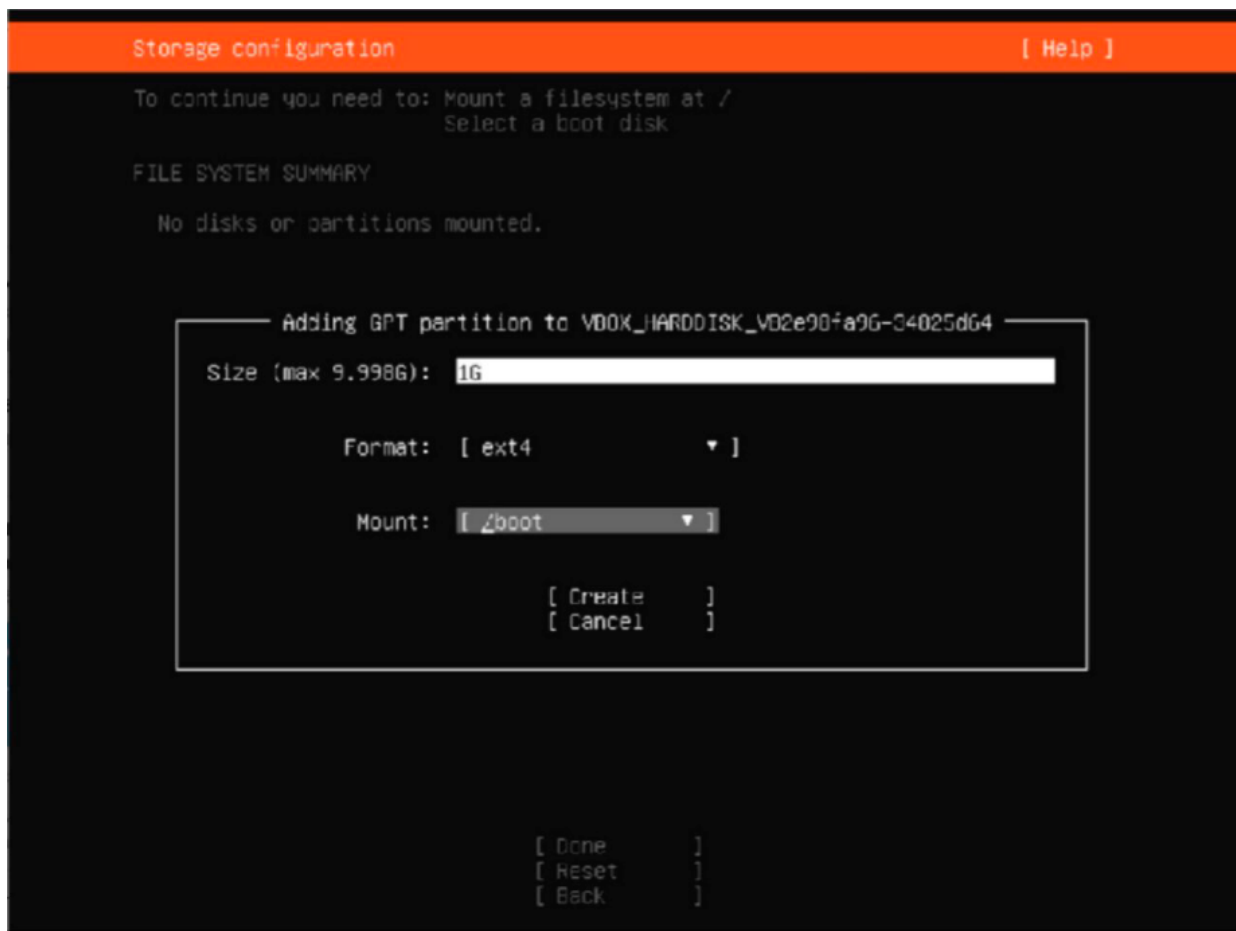 Storage configuration [ Help ]
To continue you need to: Mount a filesystem at /
Select a boot disk
FILE SYSTEM SUMMARY
No disks or partitions mounted.
Adding GPT partition to VBOX_HARDDISK_VB2e98fa96-34025d64
Size (max 9.998G): 1G
Format: [ ext4 ▾ ]
Mount: [ /boot ▾ ]
[ Create ]
[ Cancel ]
[ Done ]
[ Reset ]
[ Back ]